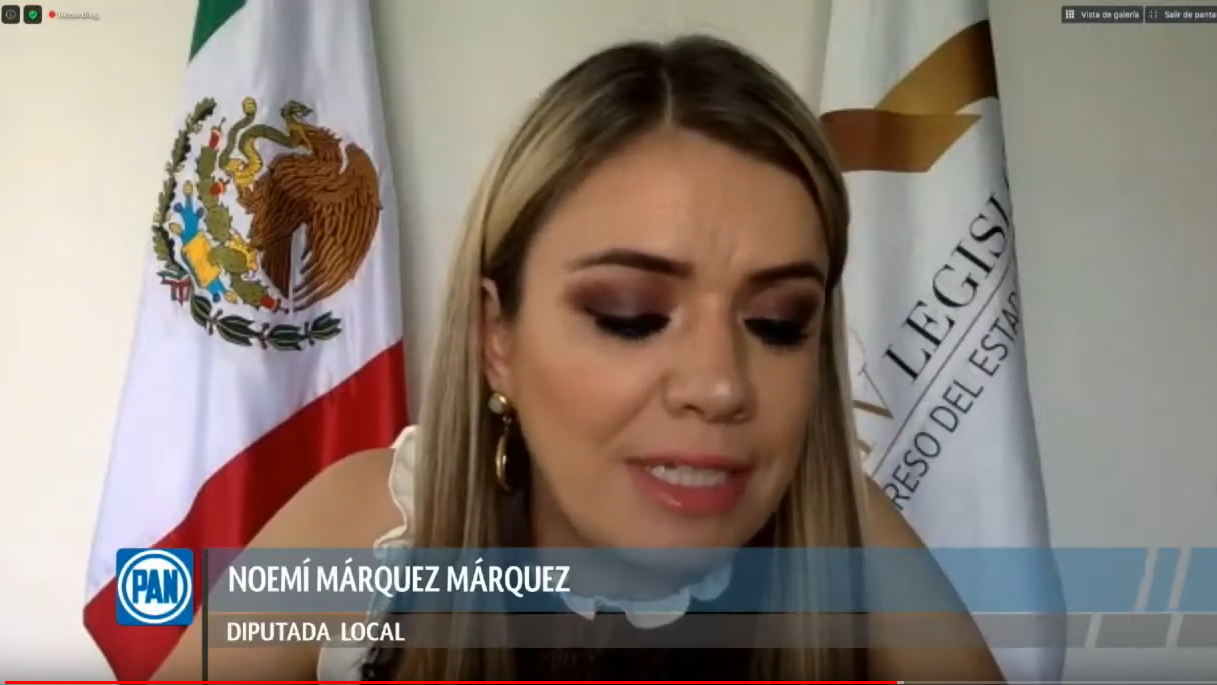 Recording
Vista de galería
Salir de panta
LEGISL
RESO DEL ESTAD
PAN
NOEMÍ MÁRQUEZ MÁRQUEZ
DIPUTADA LOCAL